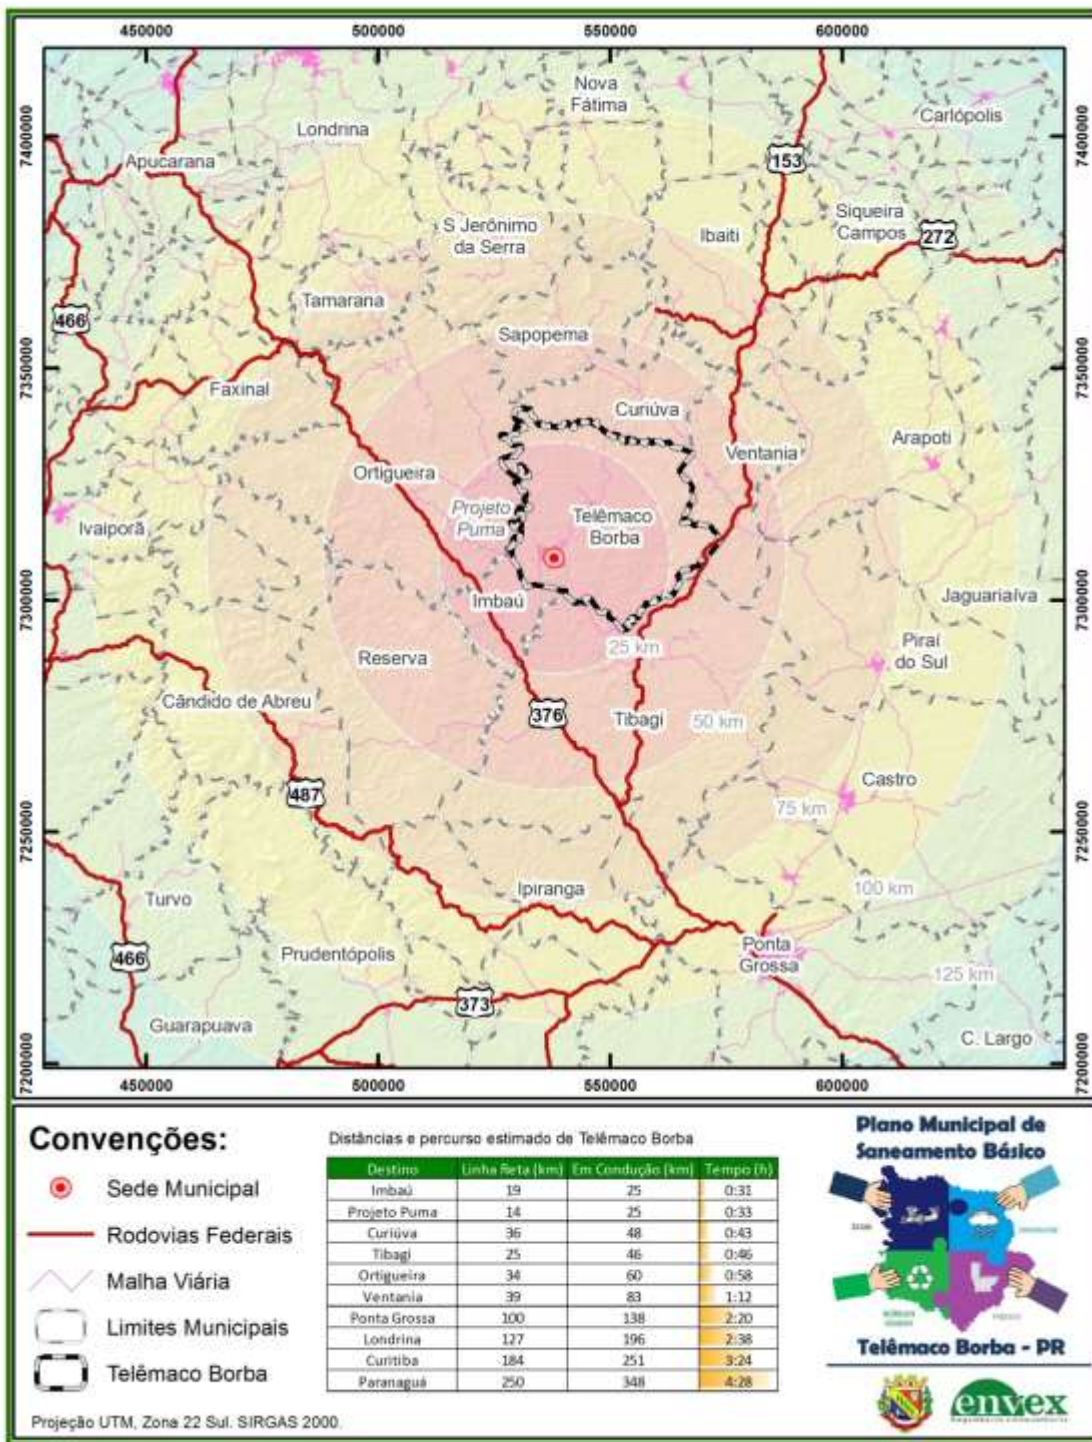 450000 500000 550000 600000
7400000 7400000
7350000 7350000
7300000 7300000
7250000 7250000
7200000 7200000
Nova
Fátima
Carlópolis
Londrina
Apucarana
153
Siqueira
Campos
S Jerônimo
da Serra
Ibaiti
272
Tamarana
466
Sapopema
Faxinal
Curiúva
Arapoti
Ventania
Ortigueira
Projeto
Puma
Telêmaco
Borba
Ivaiporã
Imbaú
Jaguariaíva
25 km
Piraí
do Sul
Reserva
Cândido de Abreu
376
Tibagi
50 km
Castro
487
75 km
Ipiranga
100 km
Turvo
Ponta
Grossa
Prudentópolis
466
125 km
373
Guarapuava
C. Largo
450000 500000 550000 600000
Convenções:
Sede Municipal
Rodovias Federais
Malha Viária
Limites Municipais
Telêmaco Borba
Projeção UTM, Zona 22 Sul. SIRGAS 2000.
Distâncias e percurso estimado de Telêmaco Borba
Destino Linha Reta (km) Em Condução (km) Tempo (h)
Imbaú 19 25 0:31
Projeto Puma 14 25 0:33
Curiúva 36 48 0:43
Tibagi 25 46 0:46
Ortigueira 34 60 0:58
Ventania 39 83 1:12
Ponta Grossa 100 138 2:20
Londrina 127 196 2:38
Curitiba 184 251 3:24
Paranaguá 250 348 4:28
Plano Municipal de
Saneamento Básico
Telêmaco Borba - PR
envex